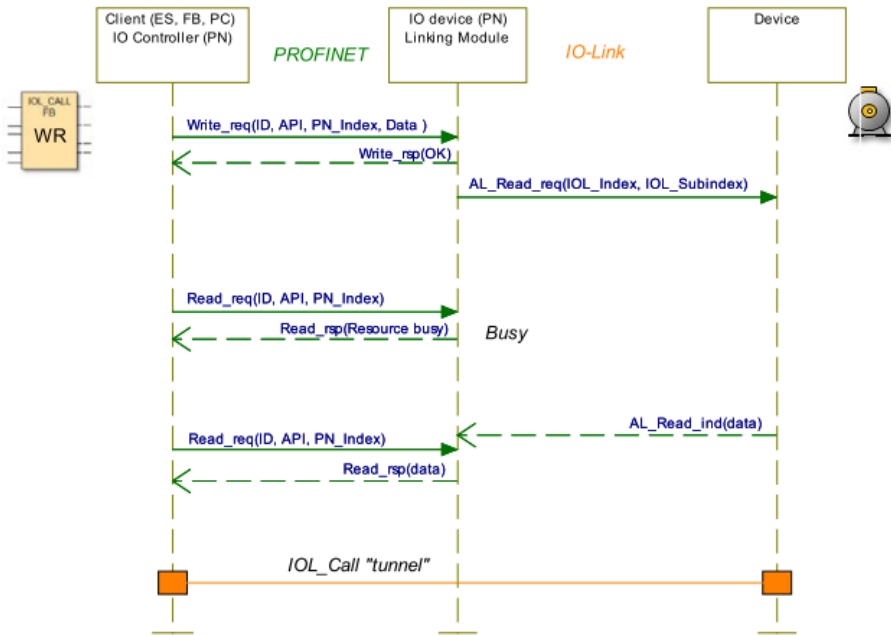 Client (ES, FB, PC)
IO Controller (PN)
PROFINET
IO device (PN)
Linking Module
IO-Link
Device
IOL_CALL
FB
WR
Write_req(ID, API, PN_Index, Data )
Write_rsp(OK)
AL_Read_req(IOL_Index, IOL_Subindex)
Read_req(ID, API, PN_Index)
Read_rsp(Resource busy)
Busy
AL_Read_ind(data)
Read_req(ID, API, PN_Index)
Read_rsp(data)
IOL_Call "tunnel"